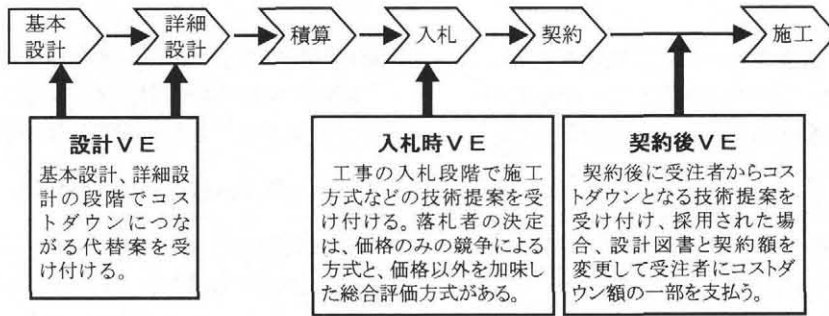 基本
設計
詳細
設計
積算
入札
契約
施工
設計ＶＥ
基本設計、詳細設
計の段階でコス
トダウンにつな
がる代替案を受
け付ける。
入札時ＶＥ
工事の入札段階で施工
方式などの技術提案を受
け付ける。落札者の決定
は、価格のみの競争による
方式と、価格以外を加味し
た総合評価方式がある。
契約後ＶＥ
契約後に受注者からコス
トダウンとなる技術提案を
受け付け、採用された場
合、設計図書と契約額を
変更して受注者にコストダ
ウン額の一部を支払う。